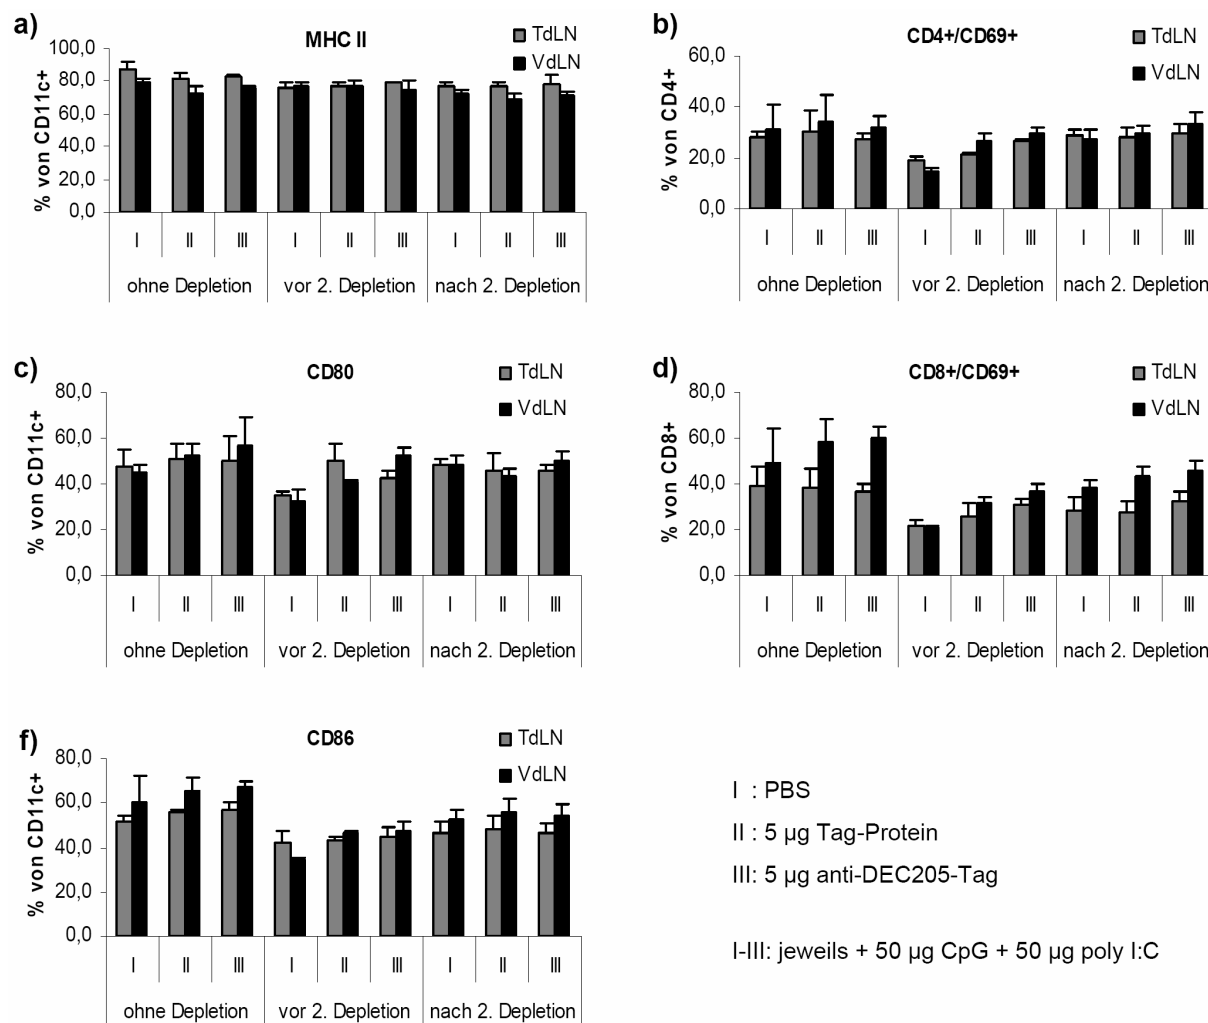 a)
MHC II
TdLN
VdLN
% von CD11c+
100,0
80,0
60,0
40,0
20,0
0,0
I II III I II III I II III
ohne Depletion vor 2. Depletion nach 2. Depletion
b)
CD4+/CD69+
TdLN
VdLN
% von CD4+
60,0
40,0
20,0
0,0
I II III I II III I II III
ohne Depletion vor 2. Depletion nach 2. Depletion
c)
CD80
TdLN
VdLN
% von CD11c+
80,0
60,0
40,0
20,0
0,0
I II III I II III I II III
ohne Depletion vor 2. Depletion nach 2. Depletion
d)
CD8+/CD69+
TdLN
VdLN
% von CD8+
80,0
60,0
40,0
20,0
0,0
I II III I II III I II III
ohne Depletion vor 2. Depletion nach 2. Depletion
f)
CD86
TdLN
VdLN
% von CD11c+
80,0
60,0
40,0
20,0
0,0
I II III I II III I II III
ohne Depletion vor 2. Depletion nach 2. Depletion
I : PBS
II : 5 µg Tag-Protein
III: 5 µg anti-DEC205-Tag
I-III: jeweils + 50 µg CpG + 50 µg poly I:C